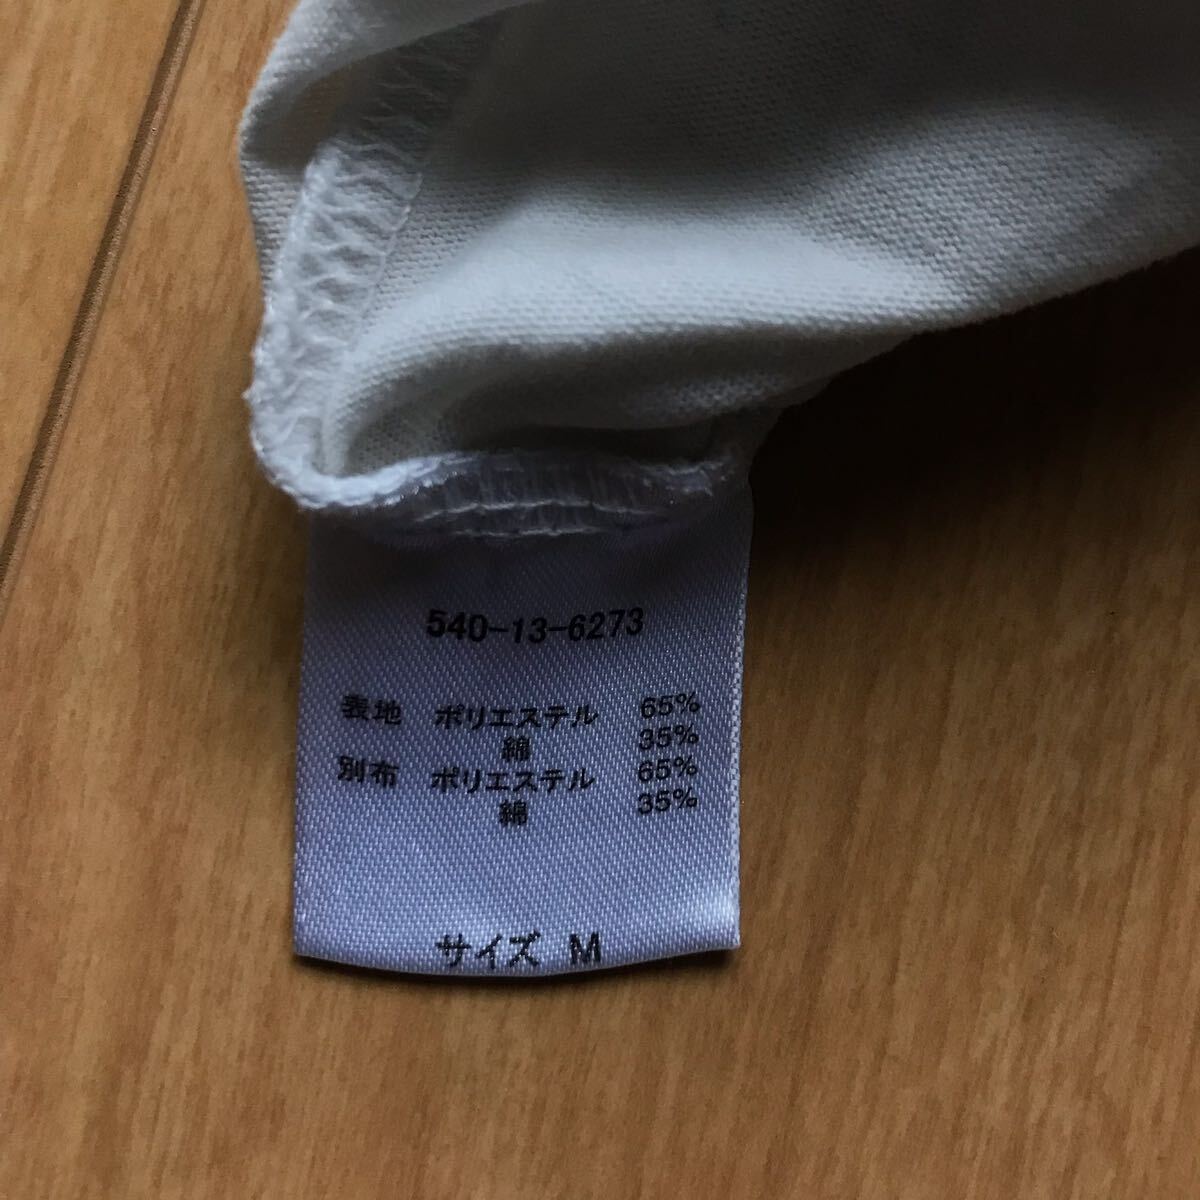 540-13-6273
表地 ポリエステル 65%
綿 35%
別布 ポリエステル 65%
綿 35%
サイズ M